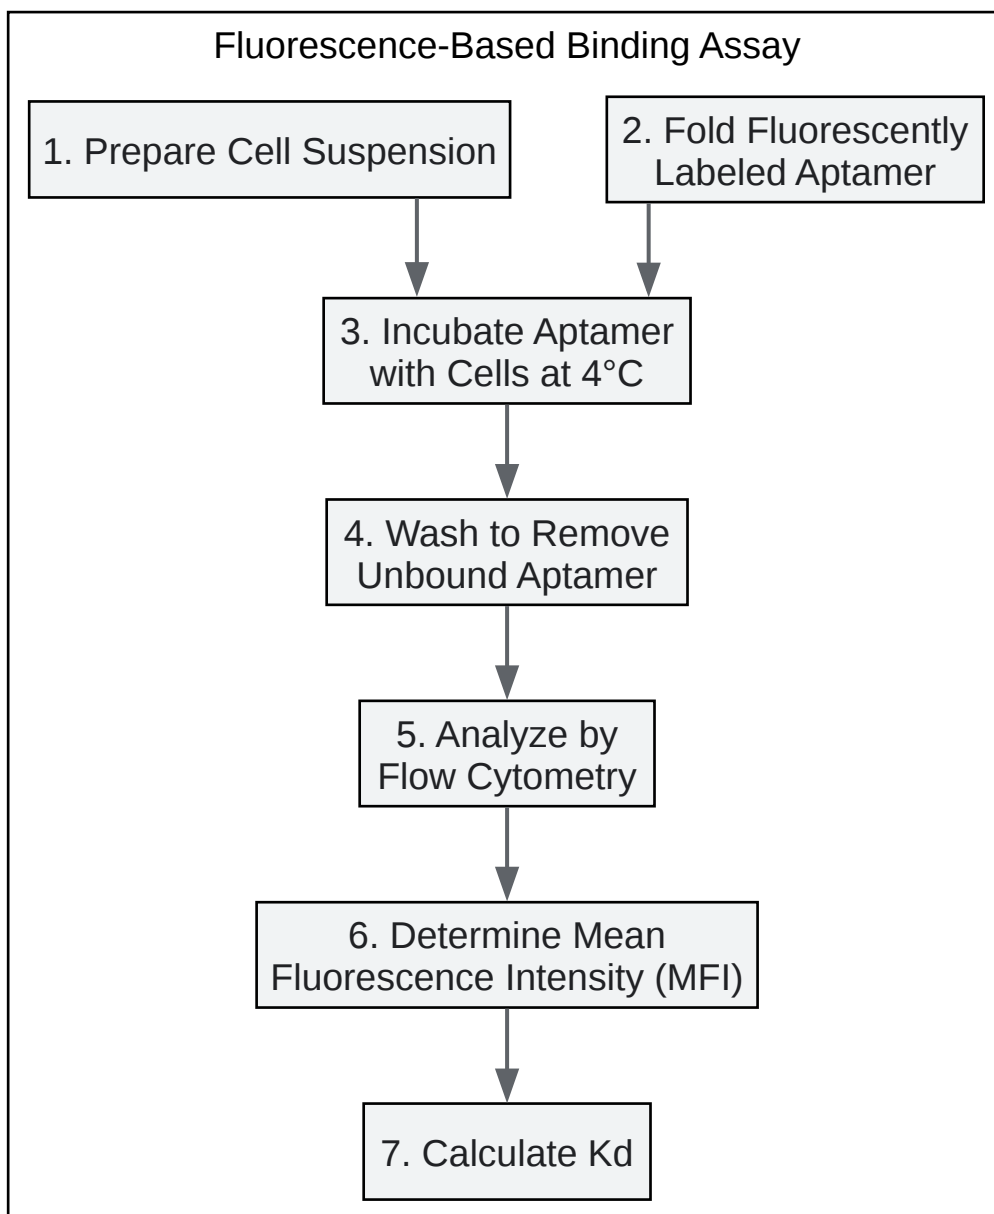 Fluorescence-Based Binding Assay
1. Prepare Cell Suspension
2. Fold Fluorescently
Labeled Aptamer
3. Incubate Aptamer
with Cells at 4°C
4. Wash to Remove
Unbound Aptamer
5. Analyze by
Flow Cytometry
6. Determine Mean
Fluorescence Intensity (MFI)
7. Calculate Kd